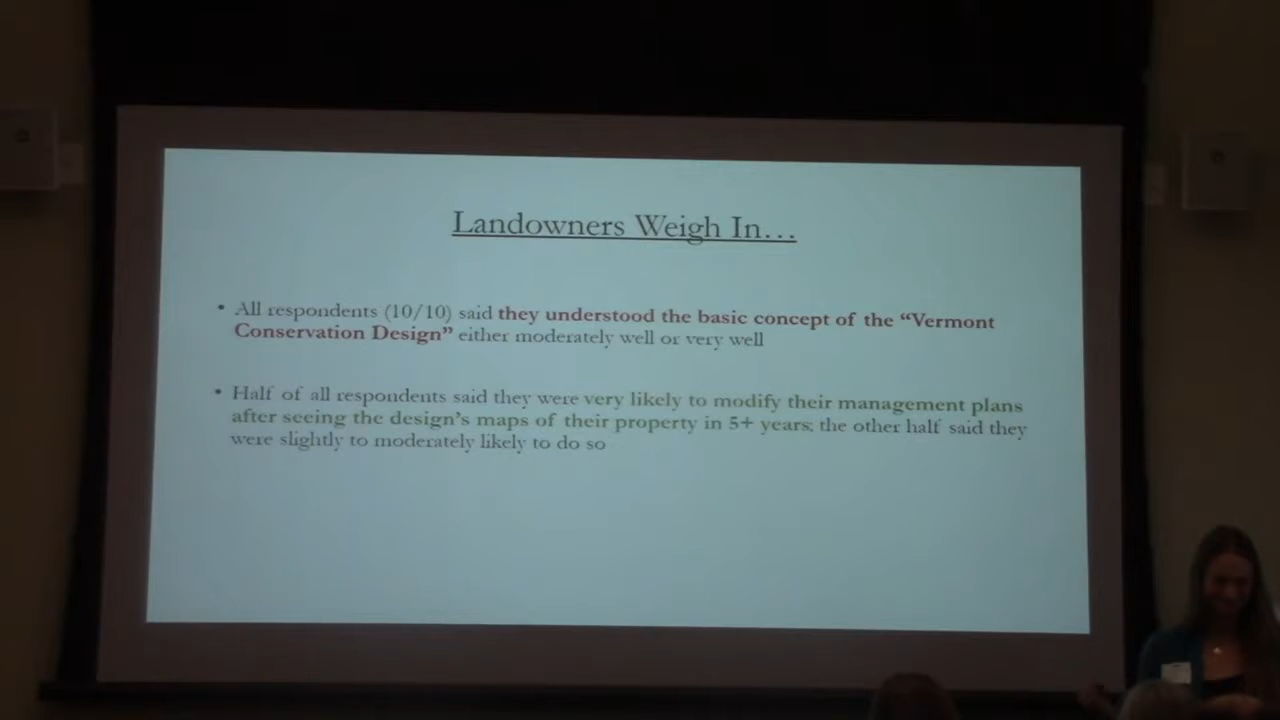 Landowners Weigh In…
• All respondents (10/10) said they understood the basic concept of the “Vermont
Conservation Design” either moderately well or very well
• Half of all respondents said they were very likely to modify their management plans
after seeing the design’s maps of their property in 5+ years; the other half said they
were slightly to moderately likely to do so